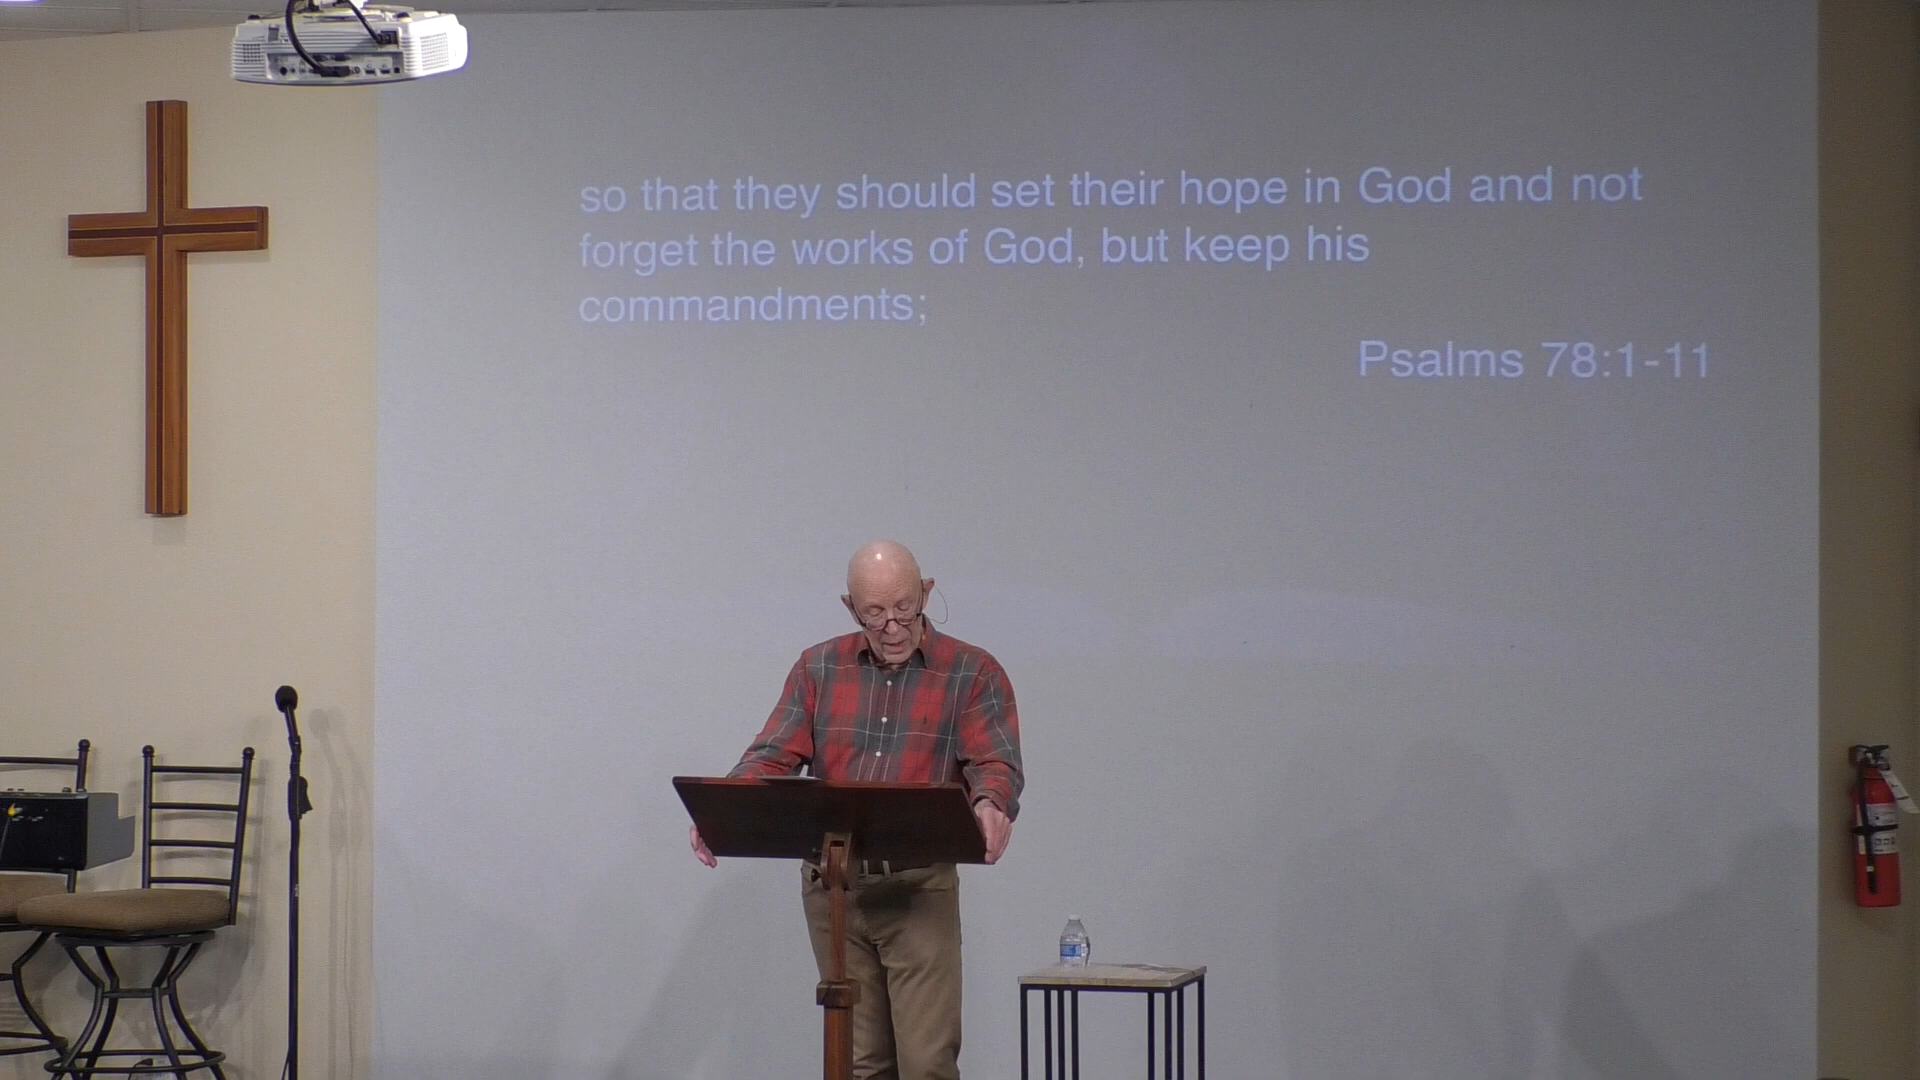 so that they should set their hope in God and not
forget the works of God, but keep his
commandments;
Psalms 78:1-11